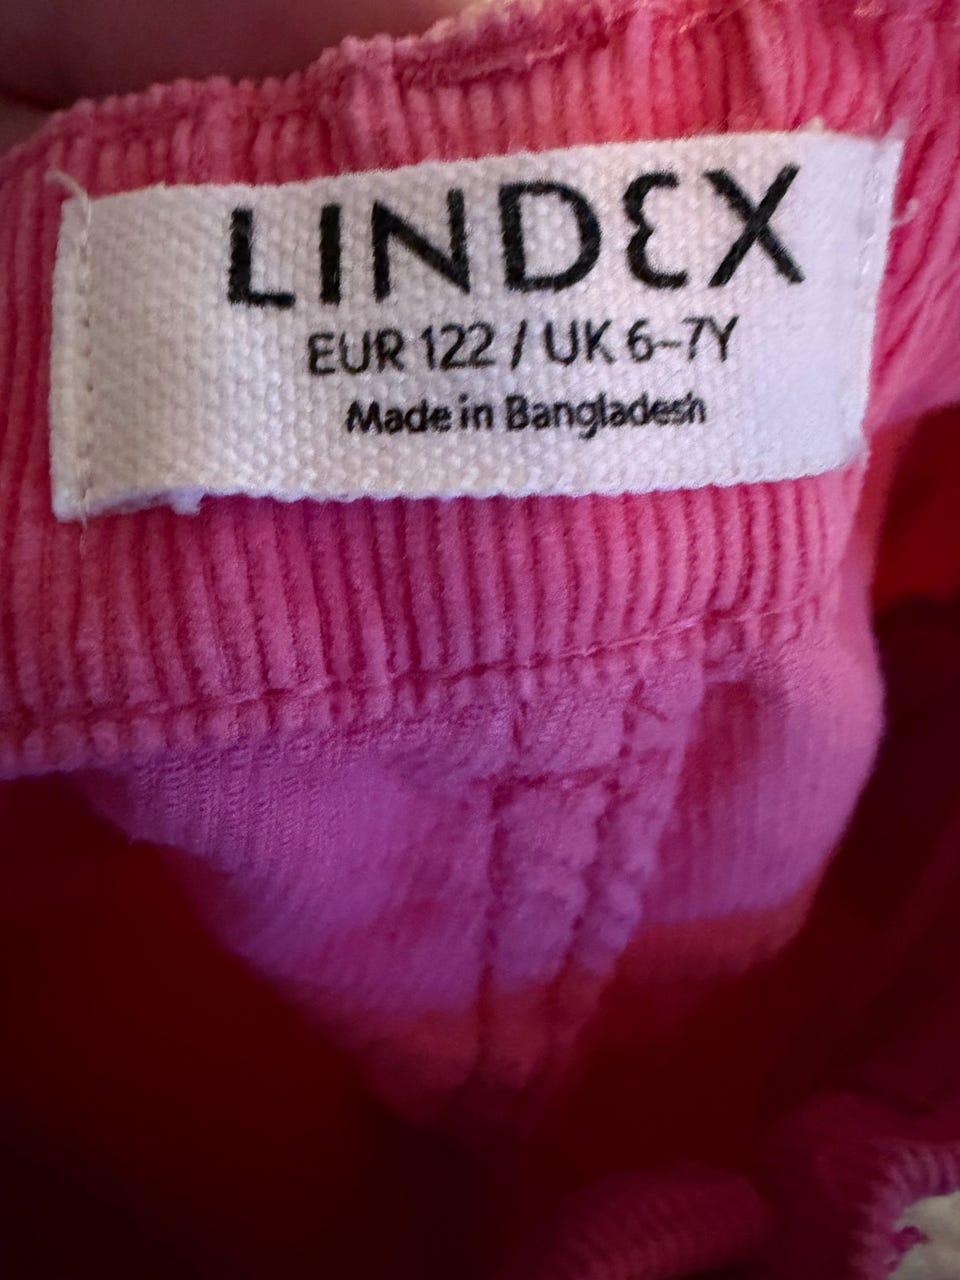 LINDEX
EUR 122 / UK 6–7Y
Made in Bangladesh